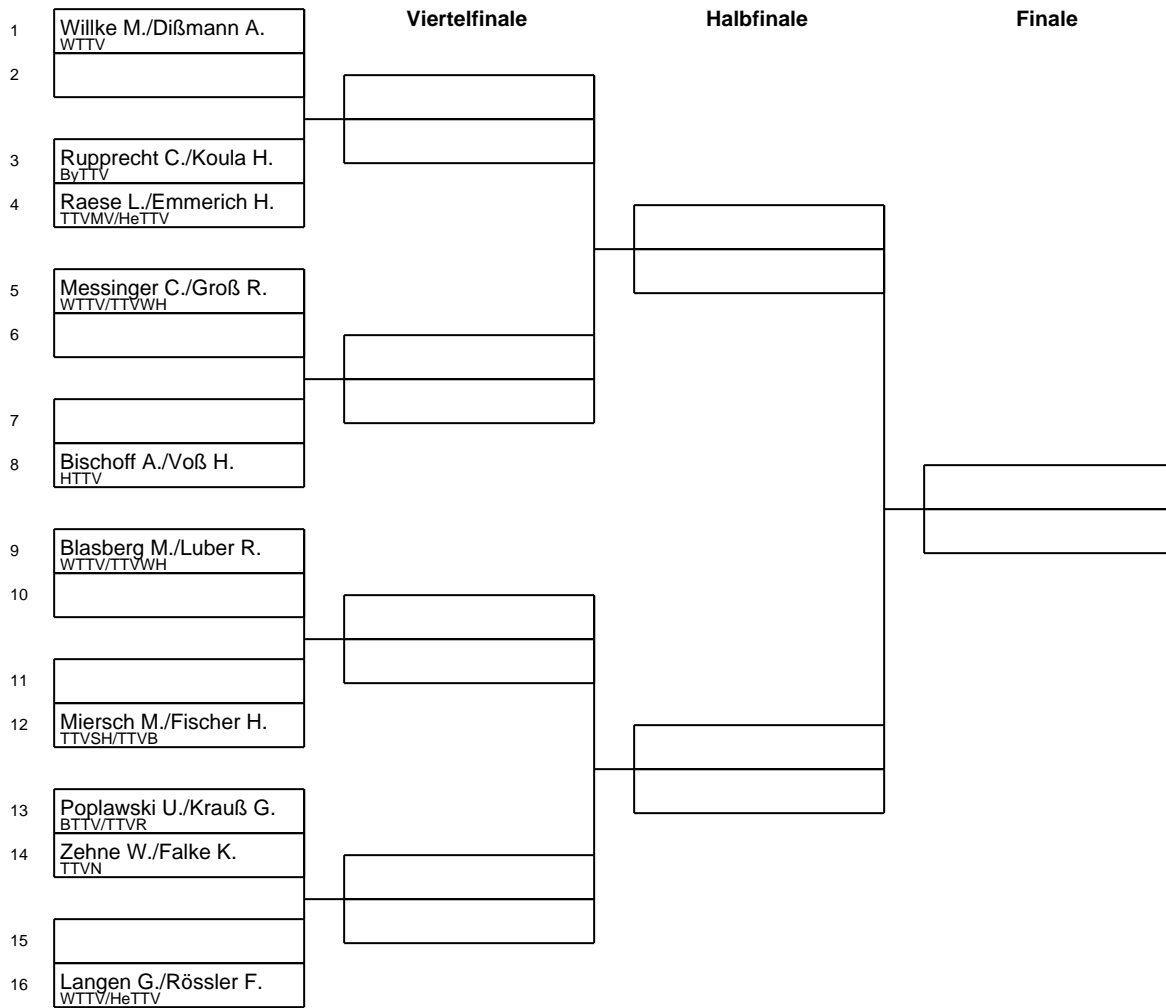 Viertelfinale Halbfinale Finale
1 Willke M./Dißmann A.
WTTV
2
3 Rupprecht C./Koula H.
ByTTV
4 Raese L./Emmerich H.
TTVMV/HeTTV
5 Messinger C./Groß R.
WTTV/TTVWH
6
7
8 Bischoff A./Voß H.
HTTV
9 Blasberg M./Luber R.
WTTV/TTVWH
10
11
12 Miersch M./Fischer H.
TTVSH/TTVB
13 Poplawski U./Krauß G.
BTTV/TTVR
14 Zehne W./Falke K.
TTVN
15
16 Langen G./Rössler F.
WTTV/HeTTV